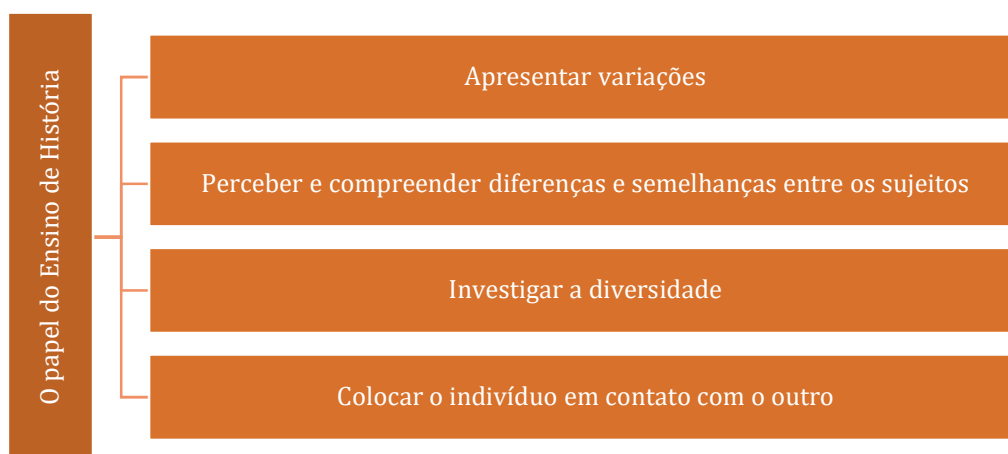 O papel do Ensino de História
Apresentar variações
Perceber e compreender diferenças e semelhanças entre os sujeitos
Investigar a diversidade
Colocar o indivíduo em contato com o outro